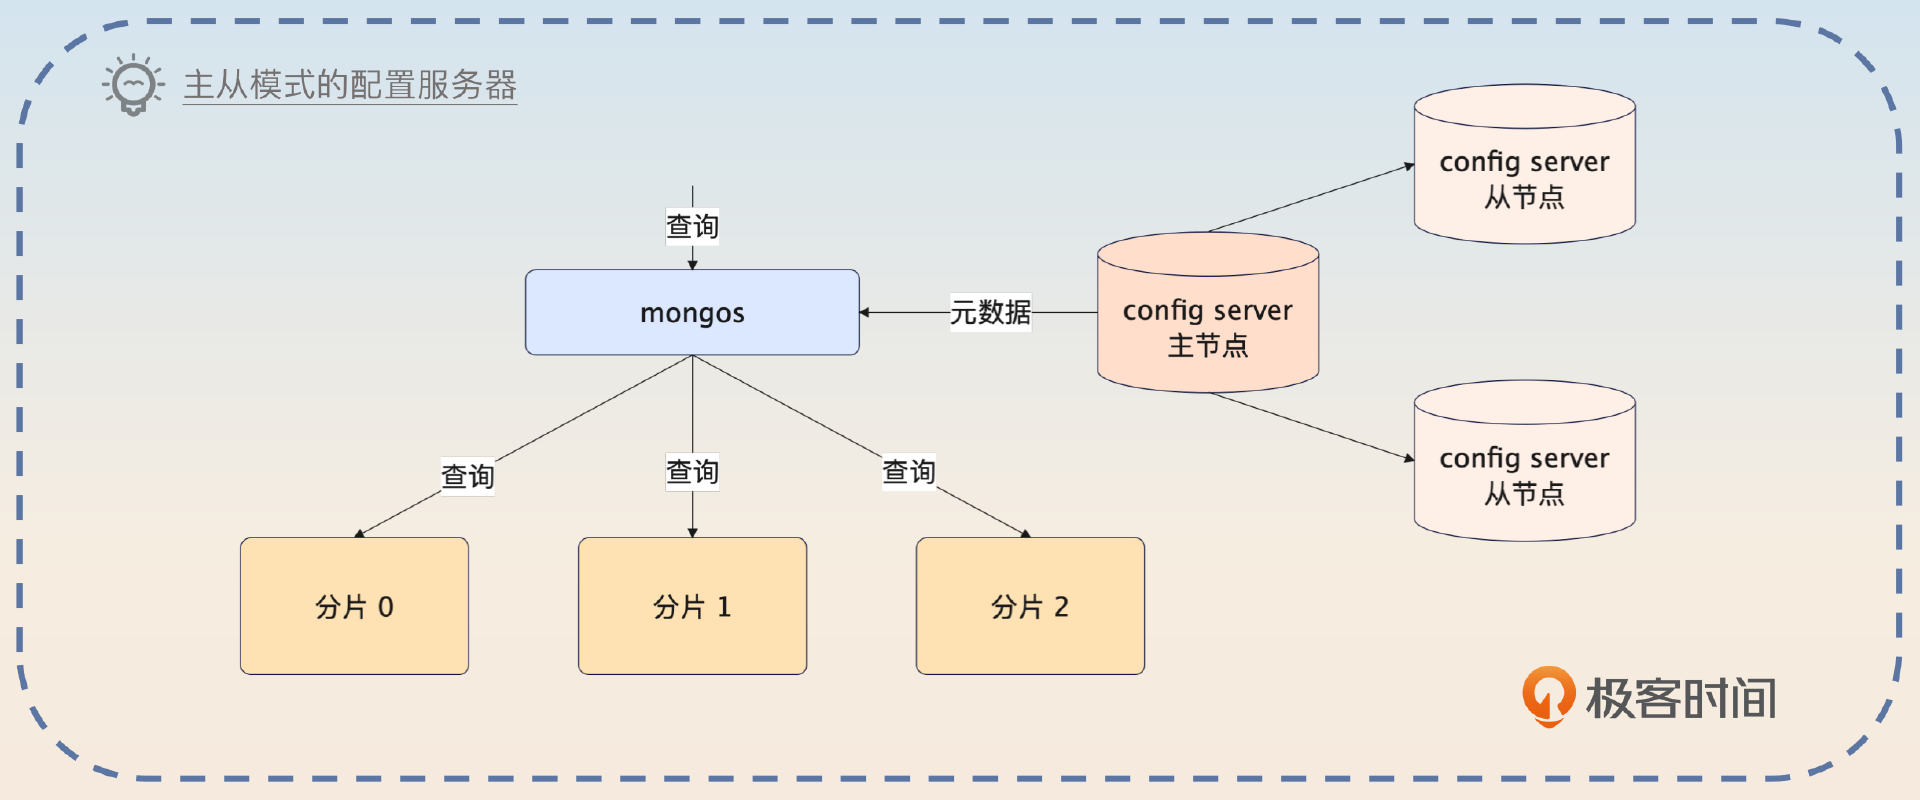 主从模式的配置服务器
查询
mongos
元数据
config server
主节点
config server
从节点
config server
从节点
查询
查询
查询
分片 0
分片 1
分片 2
极客时间